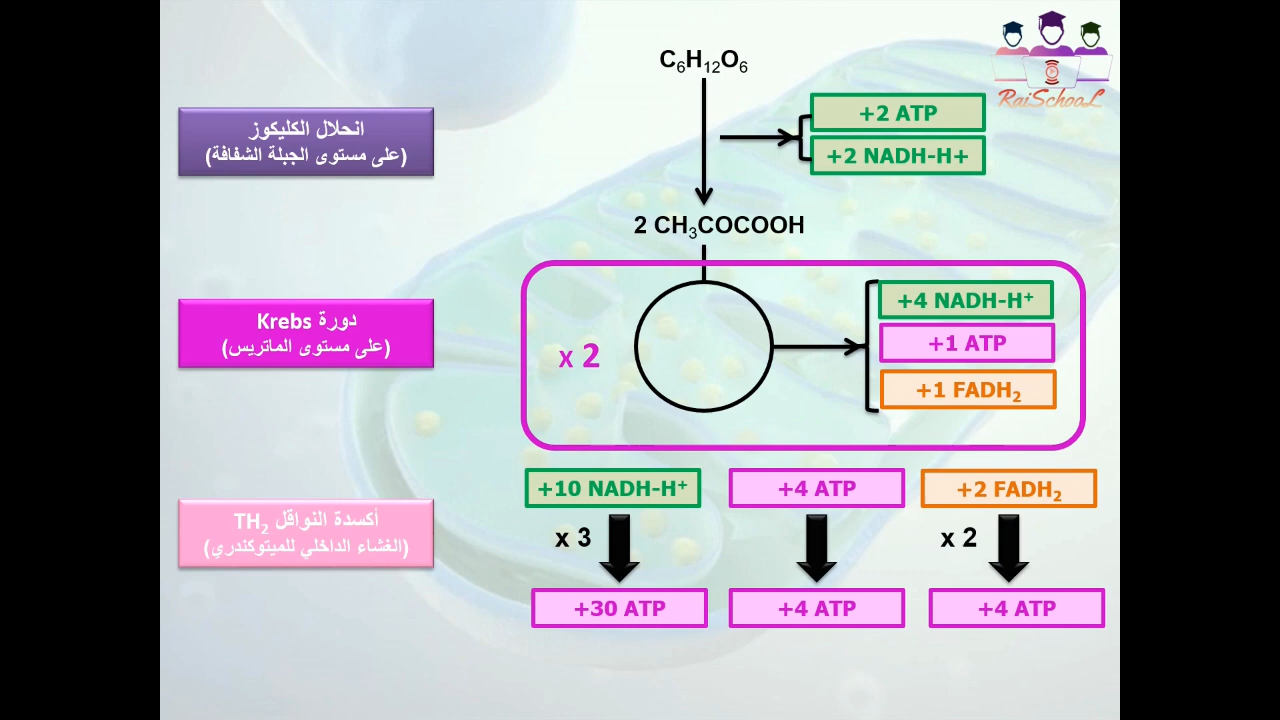 C₆H₁₂O₆
RaiSchooL
انحلال الكليكوز
(على مستوى الجبلة الشفافة)
+2 ATP
+2 NADH-H+
2 CH₃COCOOH
دورة Krebs
(على مستوى الماتريس)
x 2
+4 NADH-H⁺
+1 ATP
+1 FADH₂
أكسدة النواقل TH₂
(الغشاء الداخلي للميتوكندري)
+10 NADH-H⁺
+4 ATP
+2 FADH₂
x 3
x 2
+30 ATP
+4 ATP
+4 ATP